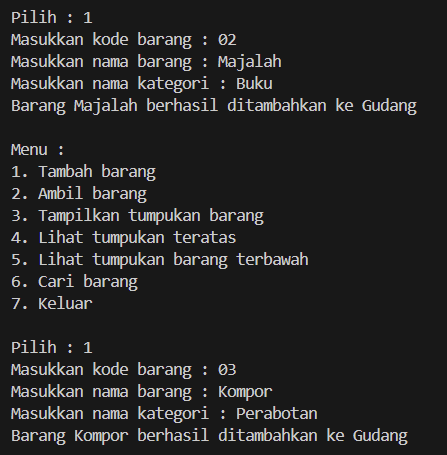 Pilih : 1
Masukkan kode barang : 02
Masukkan nama barang : Majalah
Masukkan nama kategori : Buku
Barang Majalah berhasil ditambahkan ke Gudang
Menu :
1. Tambah barang
2. Ambil barang
3. Tampilkan tumpukan barang
4. Lihat tumpukan teratas
5. Lihat tumpukan barang terbawah
6. Cari barang
7. Keluar
Pilih : 1
Masukkan kode barang : 03
Masukkan nama barang : Kompor
Masukkan nama kategori : Perabotan
Barang Kompor berhasil ditambahkan ke Gudang